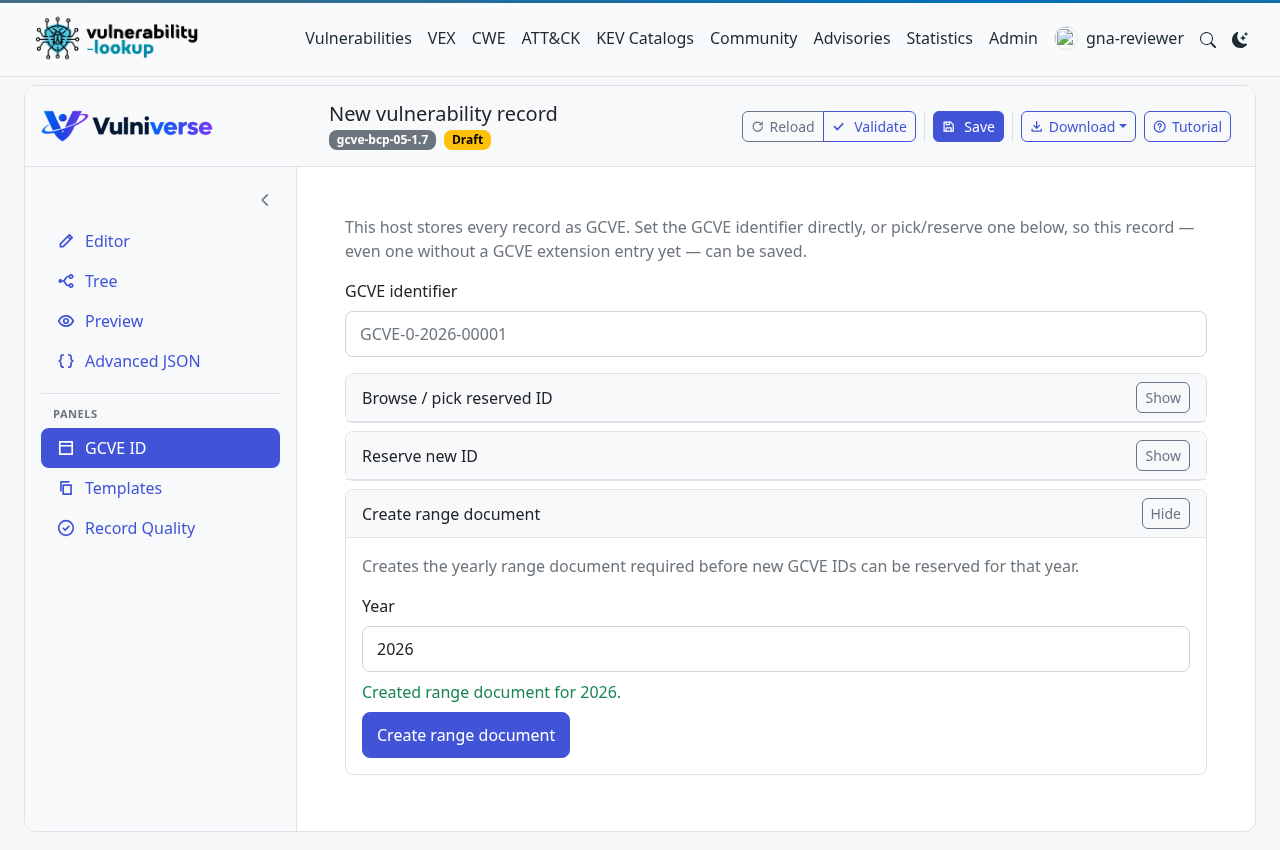 vulnerability
-lookup
Vulnerabilities VEX CWE ATT&CK KEV Catalogs Community Advisories Statistics Admin gna-reviewer
Vulniverse
New vulnerability record
gcve-bcp-05-1.7 Draft
Reload Validate Save Download Tutorial
Editor
Tree
Preview
Advanced JSON
PANELS
GCVE ID
Templates
Record Quality
This host stores every record as GCVE. Set the GCVE identifier directly, or pick/reserve one below, so this record —
even one without a GCVE extension entry yet — can be saved.
GCVE identifier
GCVE-0-2026-00001
Browse / pick reserved ID Show
Reserve new ID Show
Create range document Hide
Creates the yearly range document required before new GCVE IDs can be reserved for that year.
Year
2026
Created range document for 2026.
Create range document